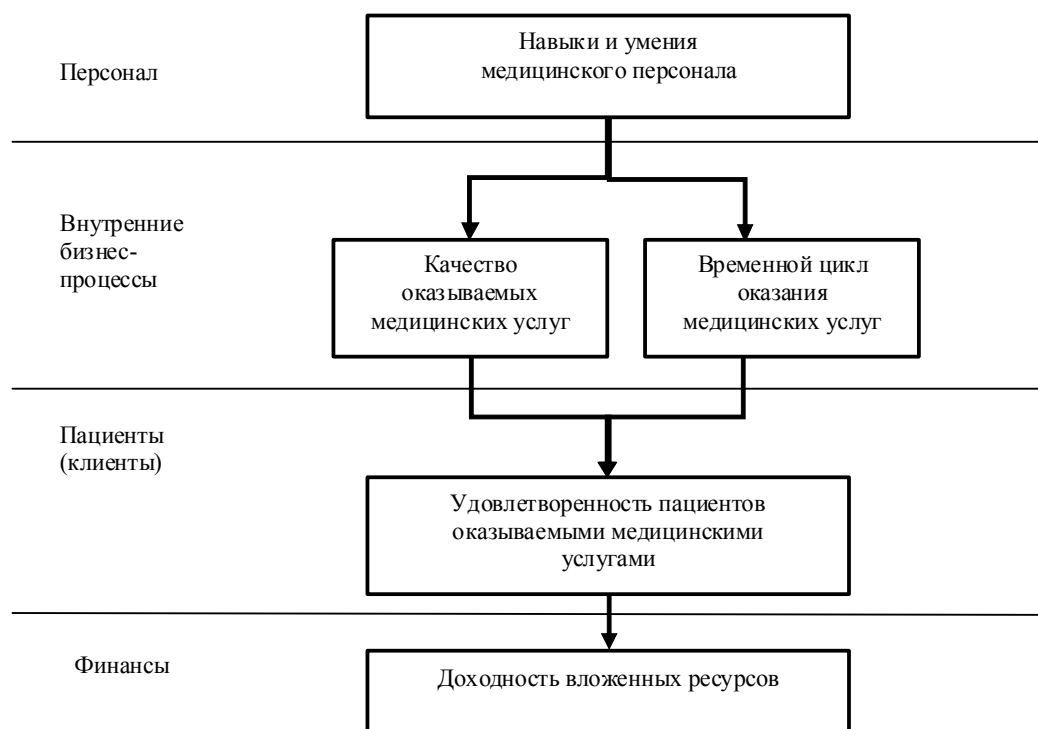 Навыки и умения
медицинского персонала
Персонал
Внутренние
бизнес-
процессы
Качество
оказываемых
медицинских услуг
Временной цикл
оказания
медицинских услуг
Пациенты
(клиенты)
Удовлетворенность пациентов
оказываемыми медицинскими
услугами
Финансы
Доходность вложенных ресурсов